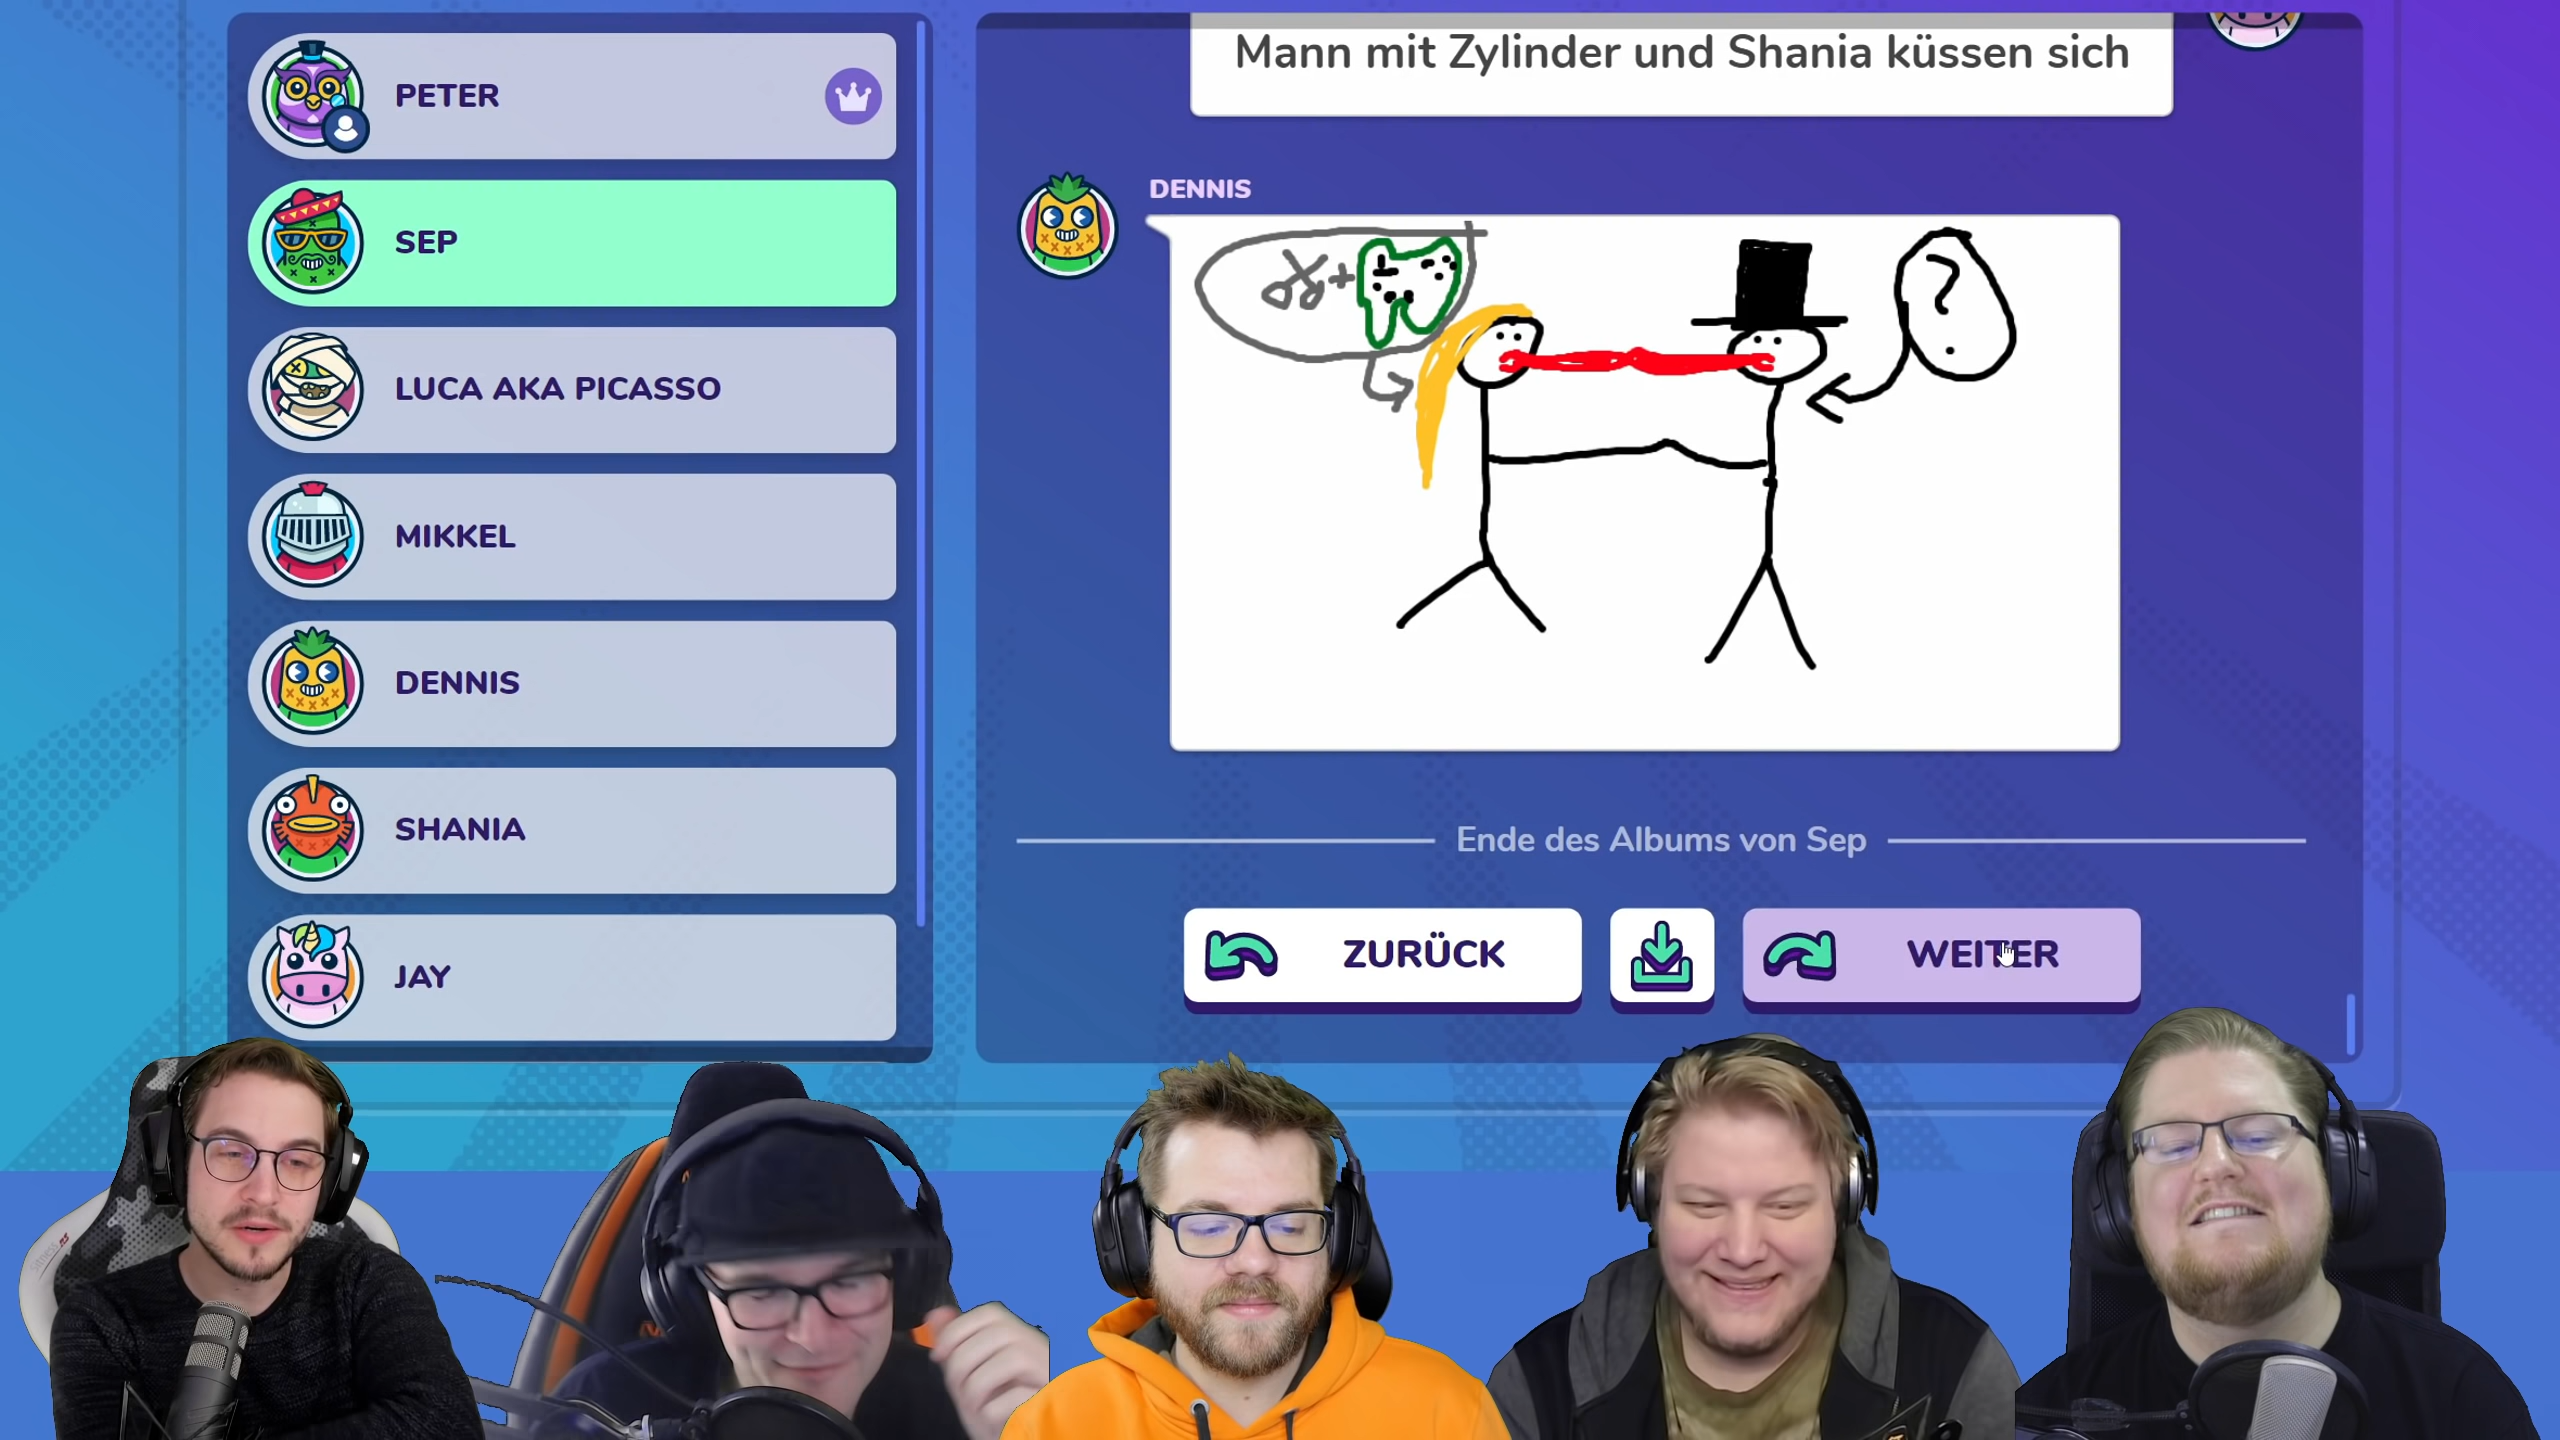 PETER
SEP
LUCA AKA PICASSO
MIKKEL
DENNIS
SHANIA
JAY
Mann mit Zylinder und Shania küssen sich
DENNIS
?
Ende des Albums von Sep
ZURÜCK
WEITER